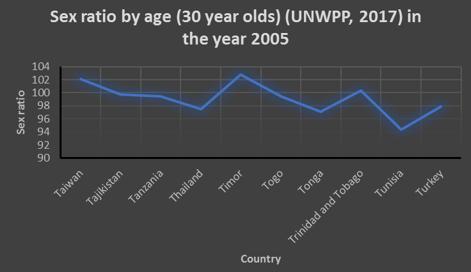 Sex ratio by age (30 year olds) (UNWPP, 2017) in
the year 2005
104
102
100
98
96
94
92
90
Sex ratio
Taiwan
Tajikistan
Tanzania
Thailand
Timor
Togo
Tonga
Trinidad and Tobago
Tunisia
Turkey
Country